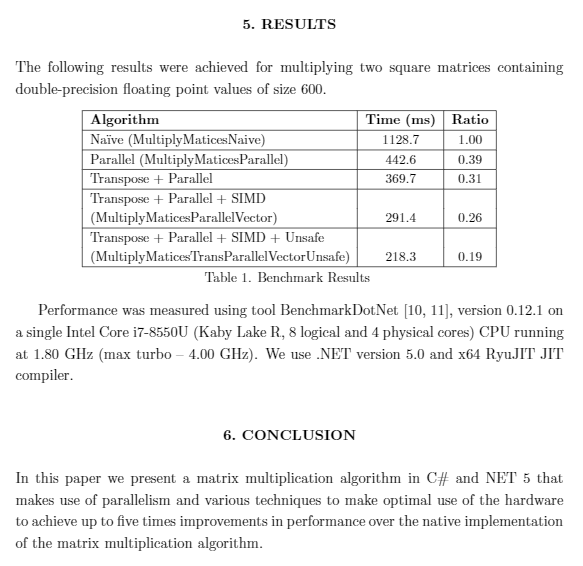 5. RESULTS
The following results were achieved for multiplying two square matrices containing
double-precision floating point values of size 600.
Algorithm Time (ms) Ratio
Naïve (MultiplyMaticesNaive) 1128.7 1.00
Parallel (MultiplyMaticesParallel) 442.6 0.39
Transpose + Parallel 369.7 0.31
Transpose + Parallel + SIMD
(MultiplyMaticesParallelVector) 291.4 0.26
Transpose + Parallel + SIMD + Unsafe
(MultiplyMaticesTransParallelVectorUnsafe) 218.3 0.19
Table 1. Benchmark Results
Performance was measured using tool BenchmarkDotNet [10, 11], version 0.12.1 on
a single Intel Core i7-8550U (Kaby Lake R, 8 logical and 4 physical cores) CPU running
at 1.80 GHz (max turbo – 4.00 GHz). We use .NET version 5.0 and x64 RyuJIT JIT
compiler.
6. CONCLUSION
In this paper we present a matrix multiplication algorithm in C# and NET 5 that
makes use of parallelism and various techniques to make optimal use of the hardware
to achieve up to five times improvements in performance over the native implementation
of the matrix multiplication algorithm.